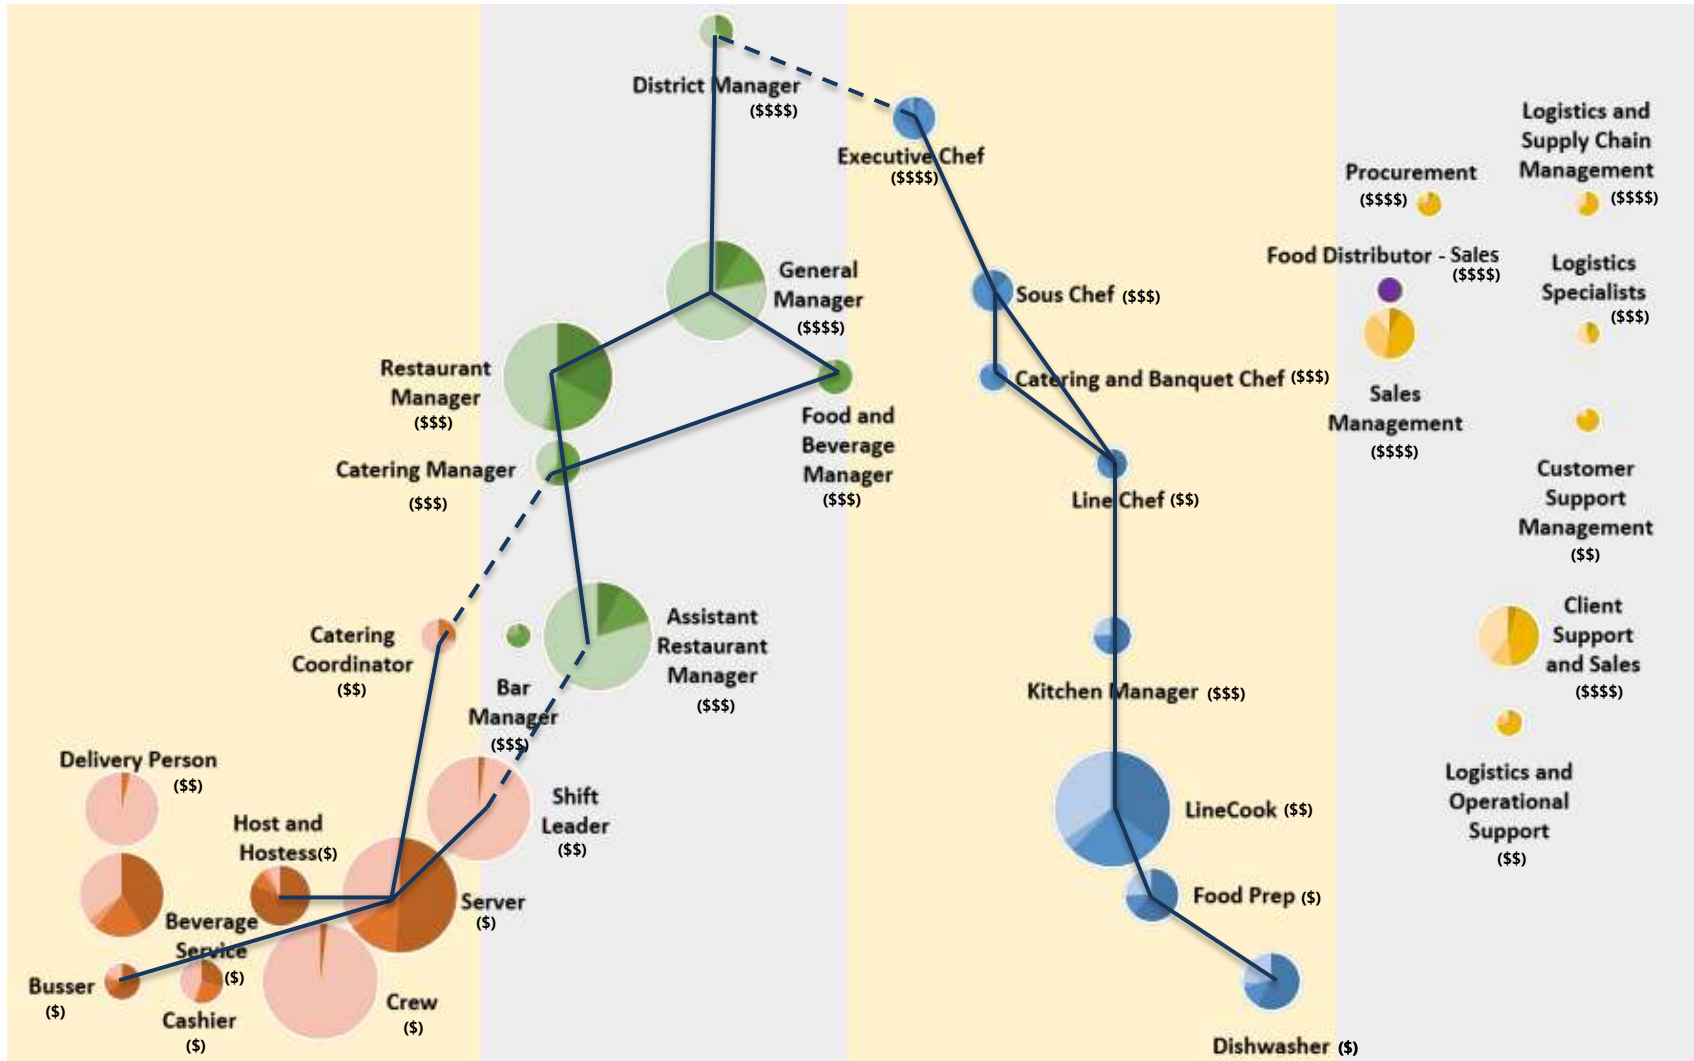 District Manager
($$$$)
Executive Chef
($$$$)
Logistics and
Supply Chain
Management
($$$$)
Procurement
($$$$)
Food Distributor - Sales
($$$$)
Logistics
Specialists
($$$)
General
Manager
($$$$)
Sous Chef ($$$)
Restaurant
Manager
($$$)
Catering and Banquet Chef ($$$)
Sales
Management
($$$$)
Food and
Beverage
Manager
($$$)
Catering Manager
($$$)
Line Chef ($$)
Customer
Support
Management
($$)
Catering
Coordinator
($$)
Bar
Manager
($$$)
Assistant
Restaurant
Manager
($$$)
Kitchen Manager ($$$)
Client
Support
and Sales
($$$$)
Delivery Person
($$)
Host and
Hostess($)
Shift
Leader
($$)
LineCook ($$)
Logistics and
Operational
Support
($$)
Beverage
Service
($)
Server
($)
Food Prep ($)
Busser
($)
Cashier
($)
Crew
($)
Dishwasher ($)